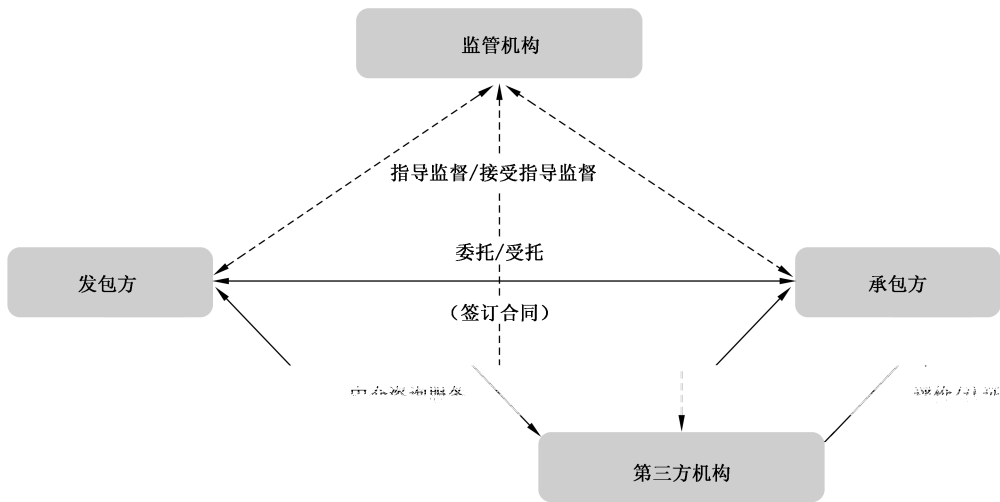 监管机构
指导监督/接受指导监督
委托/受托
发包方
承包方
（签订合同）
第三方机构